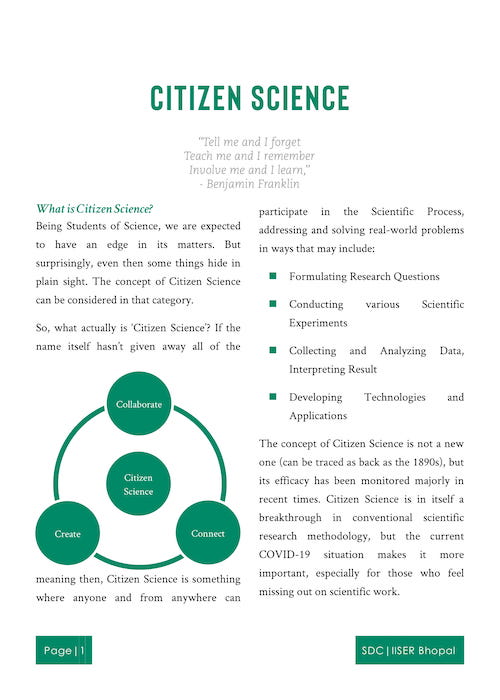 CITIZEN SCIENCE
“Tell me and I forget
Teach me and I remember
Involve me and I learn,”
- Benjamin Franklin
What is Citizen Science?
Being Students of Science, we are expected
to have an edge in its matters. But
surprisingly, even then some things hide in
plain sight. The concept of Citizen Science
can be considered in that category.
So, what actually is ‘Citizen Science’? If the
name itself hasn’t given away all of the
Collaborate
Citizen
Science
Create
Connect
meaning then, Citizen Science is something
where anyone and from anywhere can
participate in the Scientific Process,
addressing and solving real-world problems
in ways that may include:
Formulating Research Questions
Conducting various Scientific
Experiments
Collecting and Analyzing Data,
Interpreting Result
Developing Technologies and
Applications
The concept of Citizen Science is not a new
one (can be traced as back as the 1890s), but
its efficacy has been monitored majorly in
recent times. Citizen Science is in itself a
breakthrough in conventional scientific
research methodology, but the current
COVID-19 situation makes it more
important, especially for those who feel
missing out on scientific work.
Page|1
SDC|IISER Bhopal